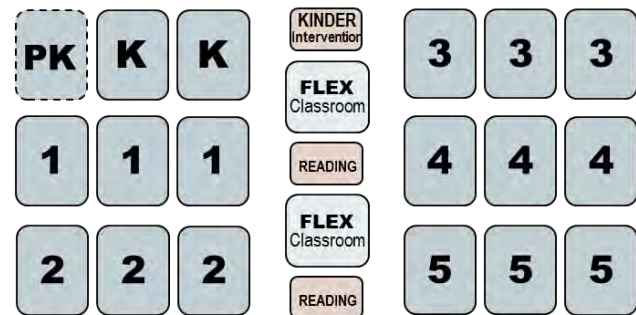 PK K K
KINDER
Intervention
3 3 3
FLEX
Classroom
1 1 1
READING
4 4 4
FLEX
Classroom
2 2 2
READING
5 5 5